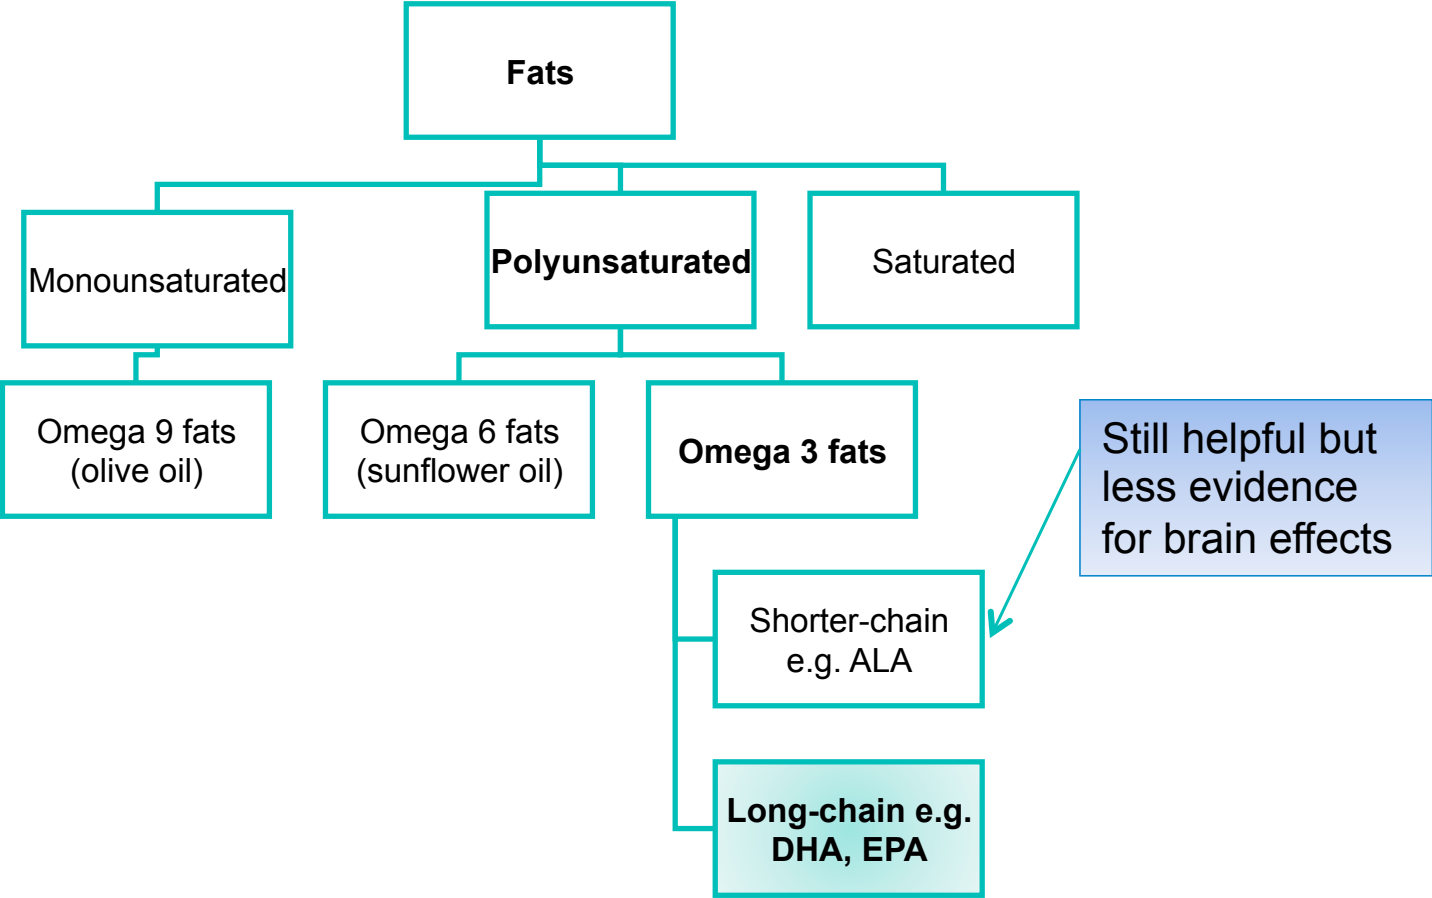 Fats
Monounsaturated
Polyunsaturated
Saturated
Omega 9 fats
(olive oil)
Omega 6 fats
(sunflower oil)
Omega 3 fats
Still helpful but
less evidence
for brain effects
Shorter-chain
e.g. ALA
Long-chain e.g.
DHA, EPA